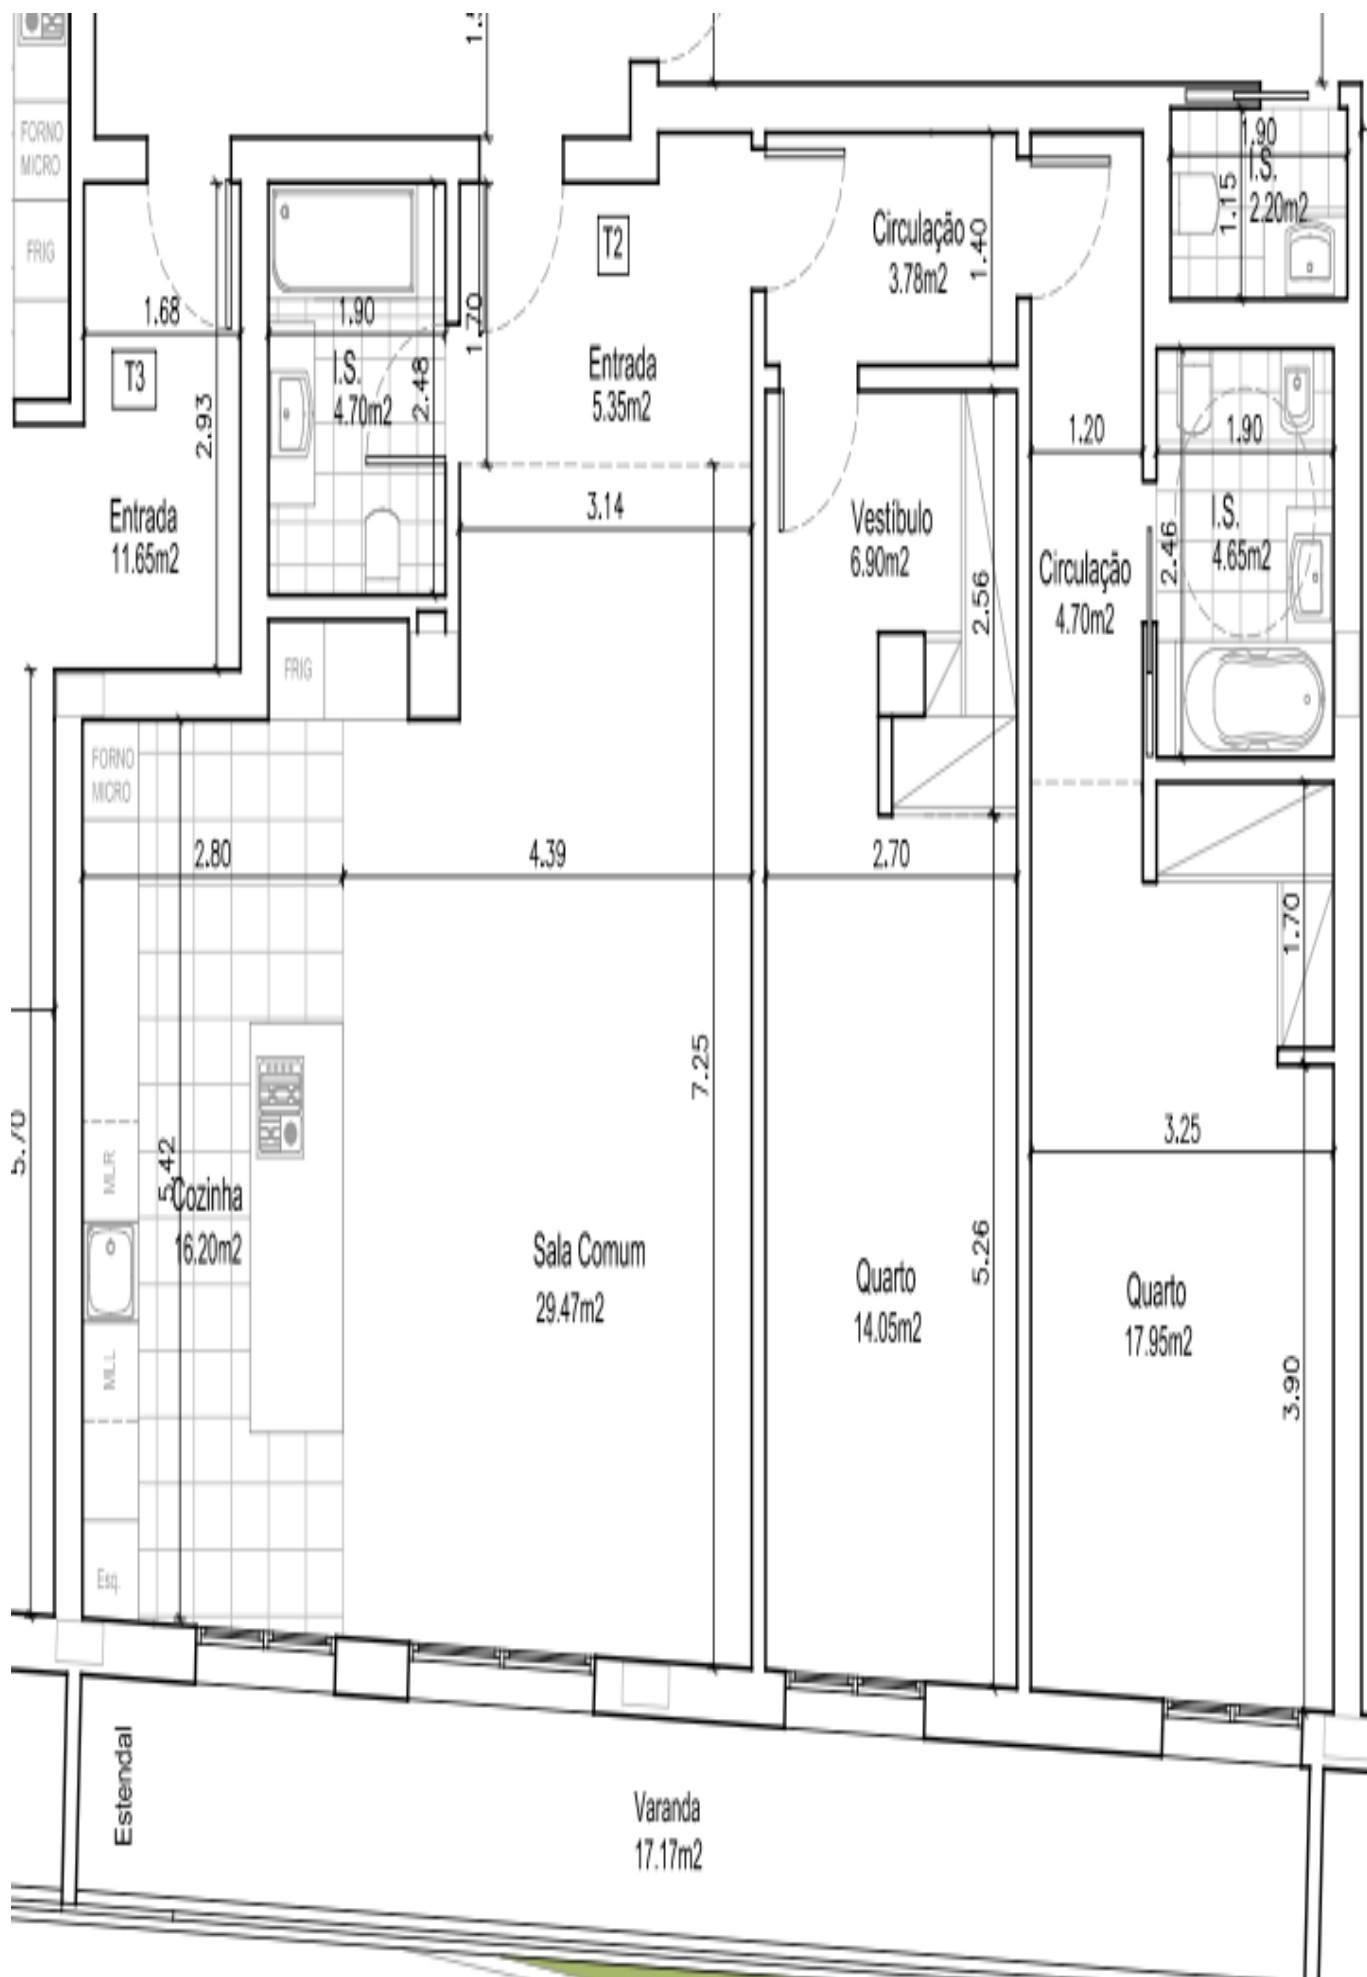 FORNO
MICRO
FRIG
1.68
T3
2.93
Entrada
11.65m2
1.90
I.S.
4.70m2
2.48
1.70
T2
Entrada
5.35m2
3.14
Circulação
3.78m2
1.40
1.90
I.S.
2.20m2
1.15
Vestíbulo
6.90m2
2.56
1.20
Circulação
4.70m2
1.90
I.S.
4.65m2
2.46
FRIG
FORNO
MICRO
2.80
4.39
2.70
1.70
7.25
5.70
5.42
M.L.R
Cozinha
16.20m2
M.L.L
Esq.
Sala Comum
29.47m2
Quarto
14.05m2
5.26
3.25
Quarto
17.95m2
3.90
Estendal
Varanda
17.17m2